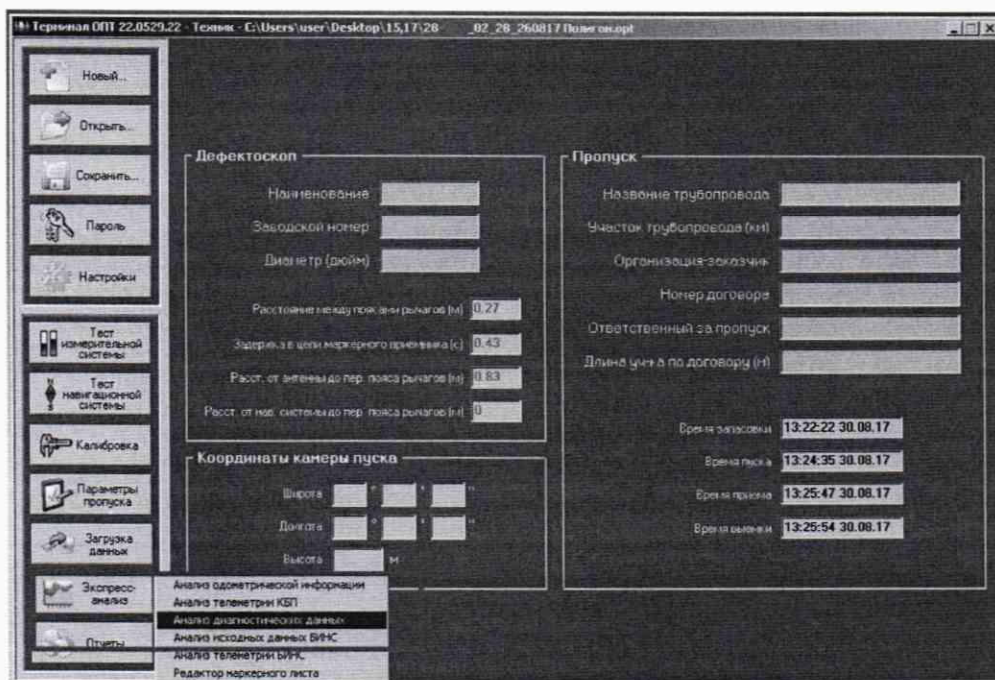 Терминал ОПТ 22.0529.22 - Техник - C:\Users\user\Desktop\15,17\28 _02_28_260817 Полигон.opt
Новый...
Открыть...
Сохранить...
Пароль
Настройки
Тест
измерительной
системы
Тест
навигационной
системы
Калибровка
Параметры
пропуска
Загрузка
данных
Экспресс-
анализ
Отчеты
Анализ одометрической информации
Анализ телеметрии КБП
Анализ диагностических данных
Анализ исходных данных БИНС
Анализ телеметрии БИНС
Редактор маркерного листа
Дефектоскоп
Наименование
Заводской номер
Диаметр (дюйм)
Расстояние между поясами рычагов (м) 0,27
Задержка в цепи маркерного приемника (с) 0,43
Расст. от антенны до пер. пояса рычагов (м) 0,83
Расст. от нав. системы до пер. пояса рычагов (м) 0
Координаты камеры пуска
Широта ° ' "
Долгота ° ' "
Высота м
Пропуск
Название трубопровода
Участок трубопровода (км)
Организация-заказчик
Номер договора
Ответственный за пропуск
Длина уч-ка по договору (м)
Время запасовки 13:22:22 30.08.17
Время пуска 13:24:35 30.08.17
Время приема 13:25:47 30.08.17
Время выемки 13:25:54 30.08.17